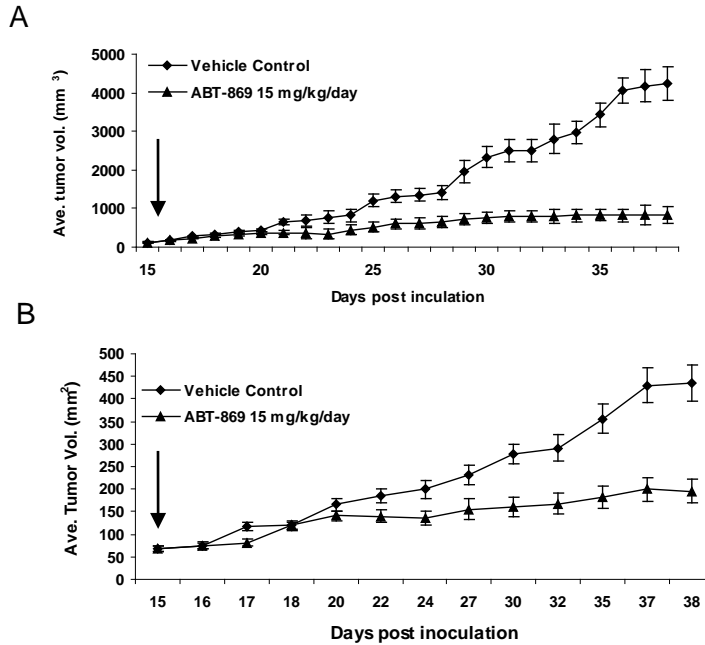 A
Ave. tumor vol. (mm ³)
5000
4000
3000
2000
1000
0
Vehicle Control
ABT-869 15 mg/kg/day
15 20 25 30 35
Days post inculation
B
Ave. Tumor Vol. (mm²)
500
450
400
350
300
250
200
150
100
50
0
Vehicle Control
ABT-869 15 mg/kg/day
15 16 17 18 20 22 24 27 30 32 35 37 38
Days post inoculation